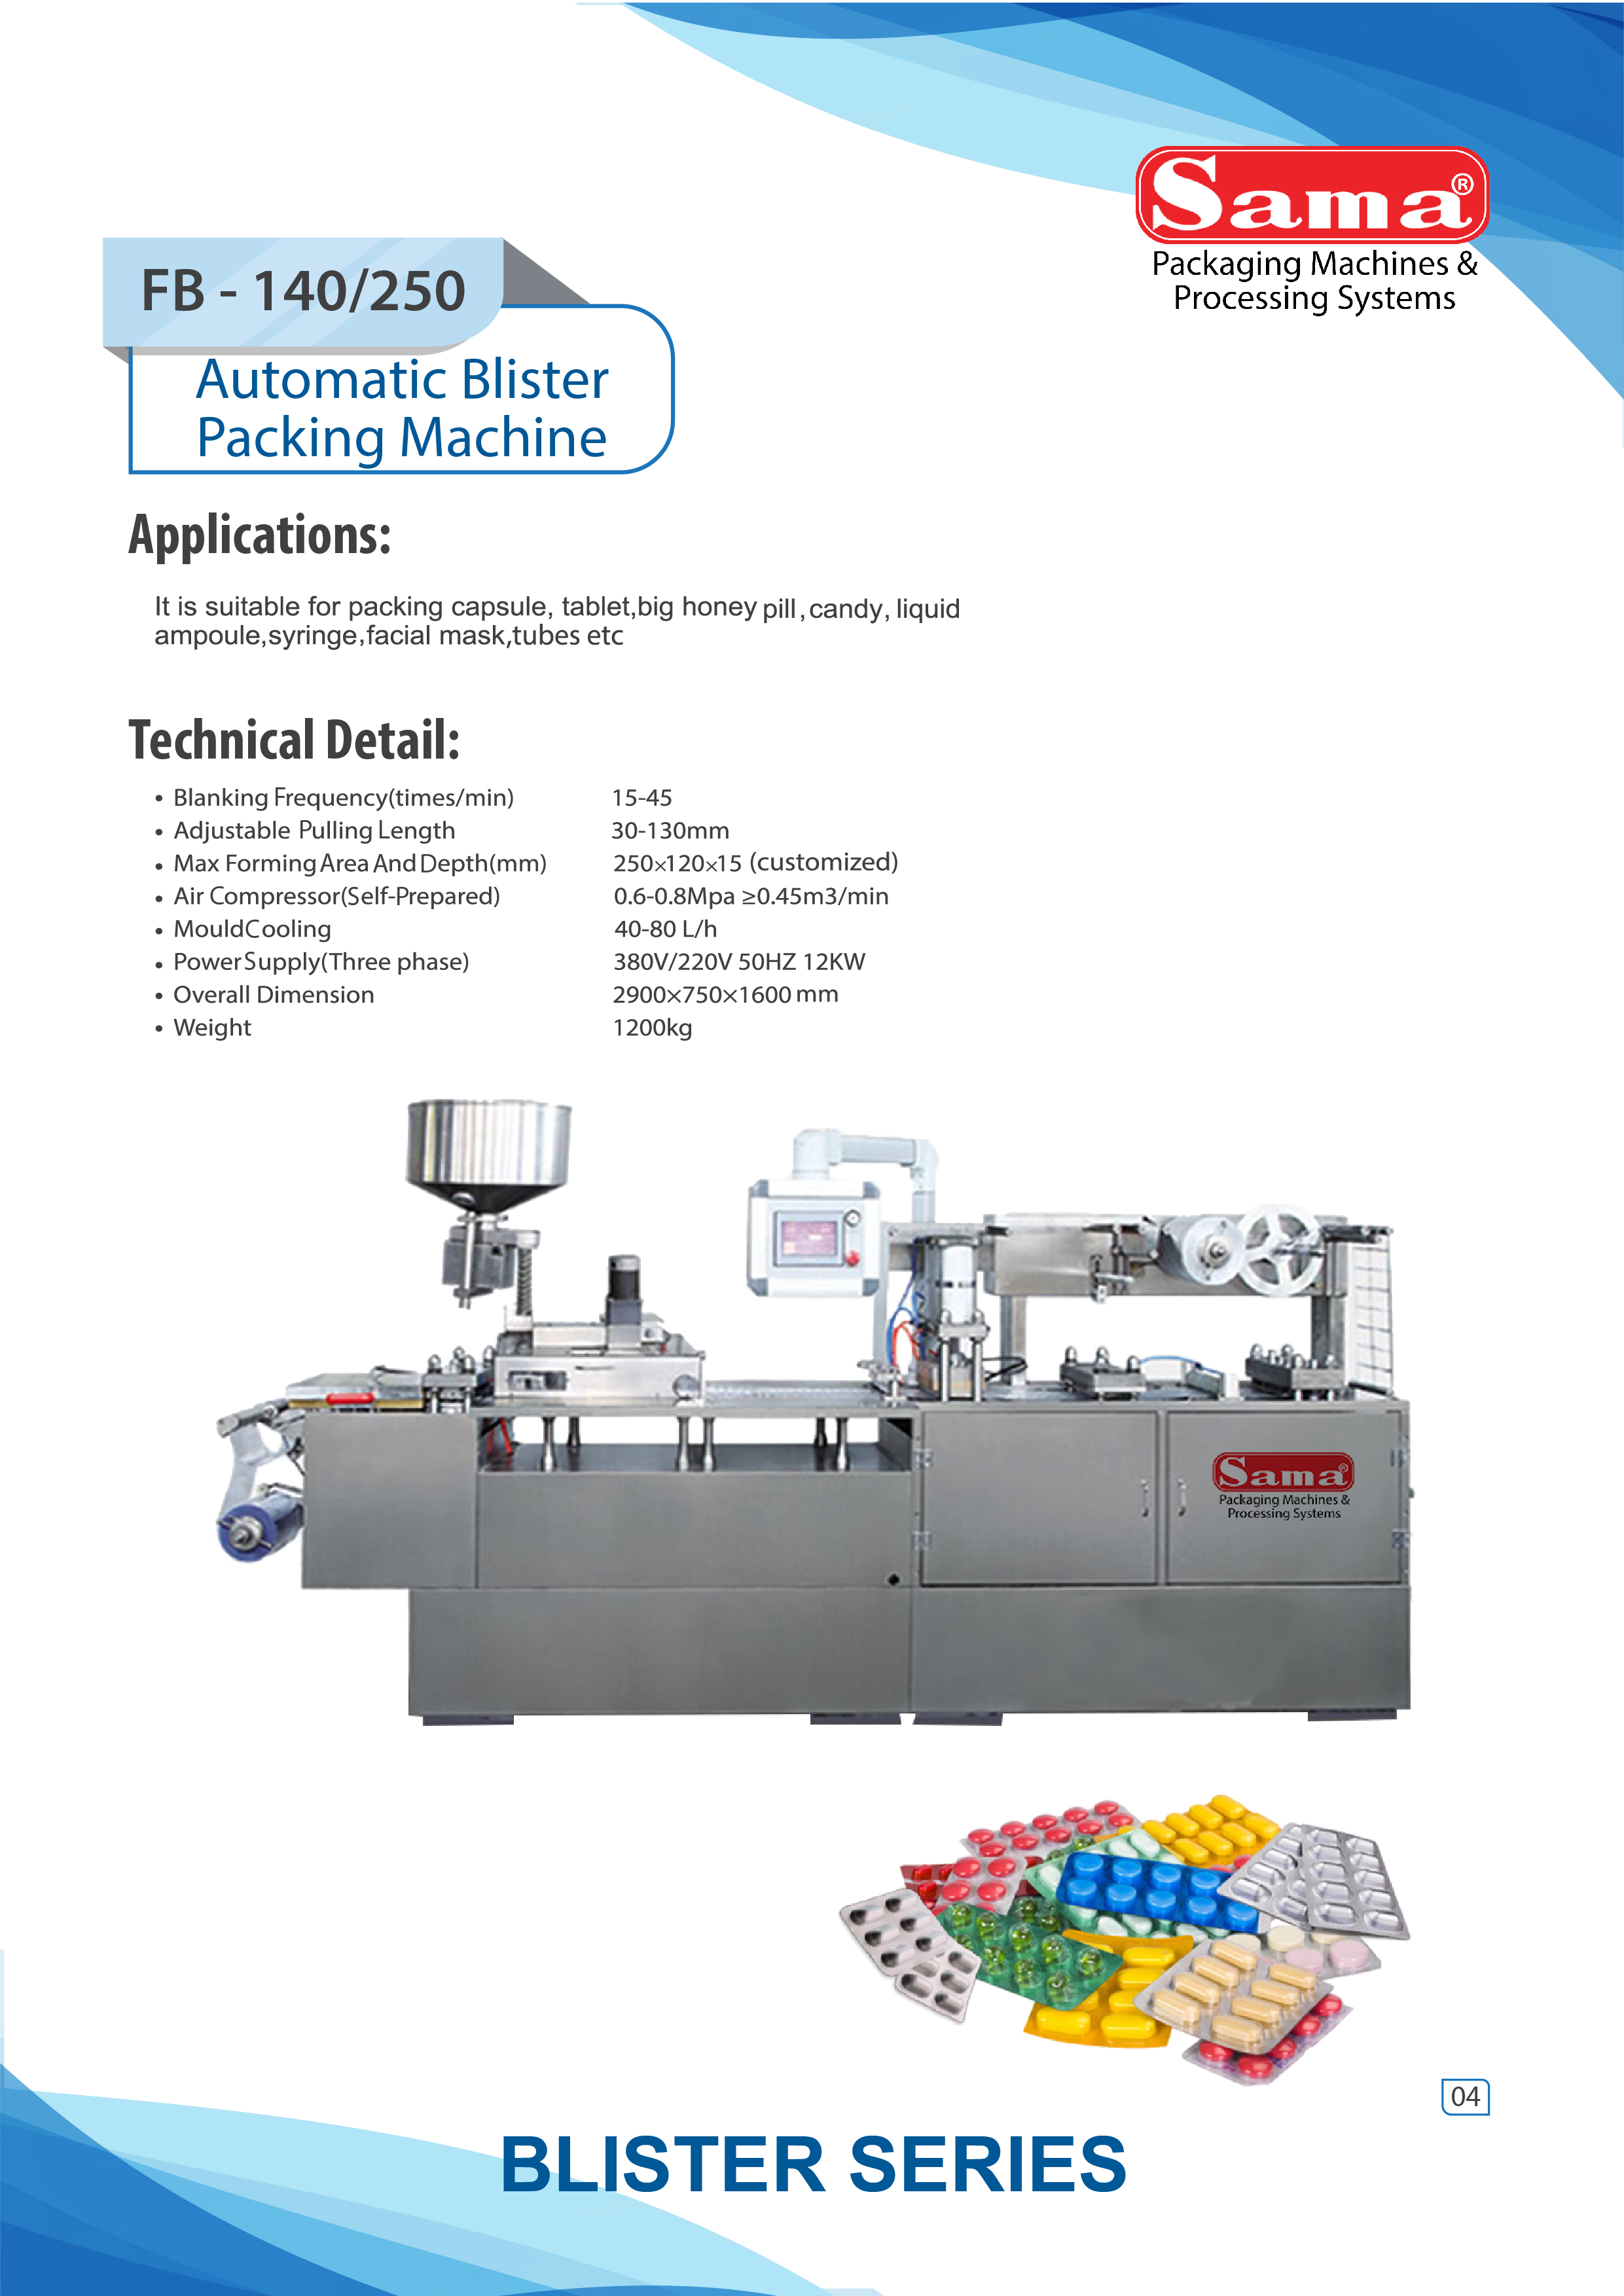 Sama®
Packaging Machines &
Processing Systems
FB - 140/250
Automatic Blister
Packing Machine
Applications:
It is suitable for packing capsule, tablet,big honey pill,candy, liquid
ampoule,syringe,facial mask,tubes etc
Technical Detail:
• Blanking Frequency(times/min) 15-45
• Adjustable Pulling Length 30-130mm
• Max Forming Area And Depth(mm) 250×120×15 (customized)
• Air Compressor(Self-Prepared) 0.6-0.8Mpa ≥0.45m3/min
• MouldCooling 40-80 L/h
• PowerSupply(Three phase) 380V/220V 50HZ 12KW
• Overall Dimension 2900×750×1600 mm
• Weight 1200kg
Sama®
Packaging Machines &
Processing Systems
04
BLISTER SERIES